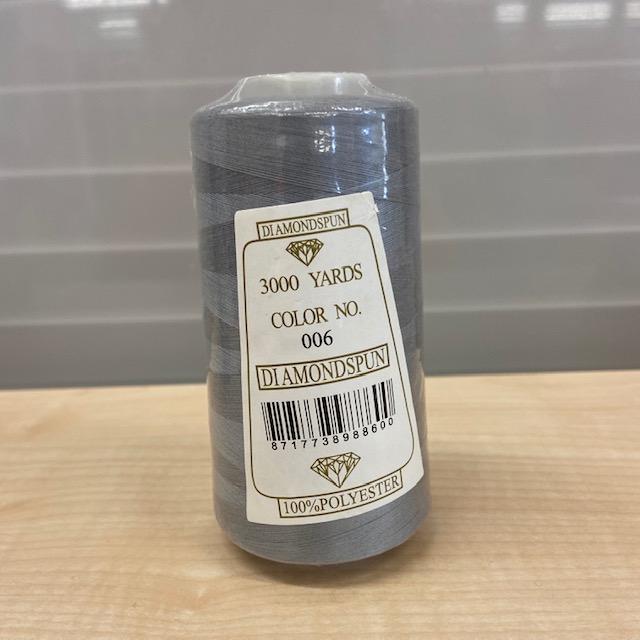 DIAMONDSPUN
3000 YARDS
COLOR NO.
006
DIAMONDSPUN
8717738988600
100%POLYESTER